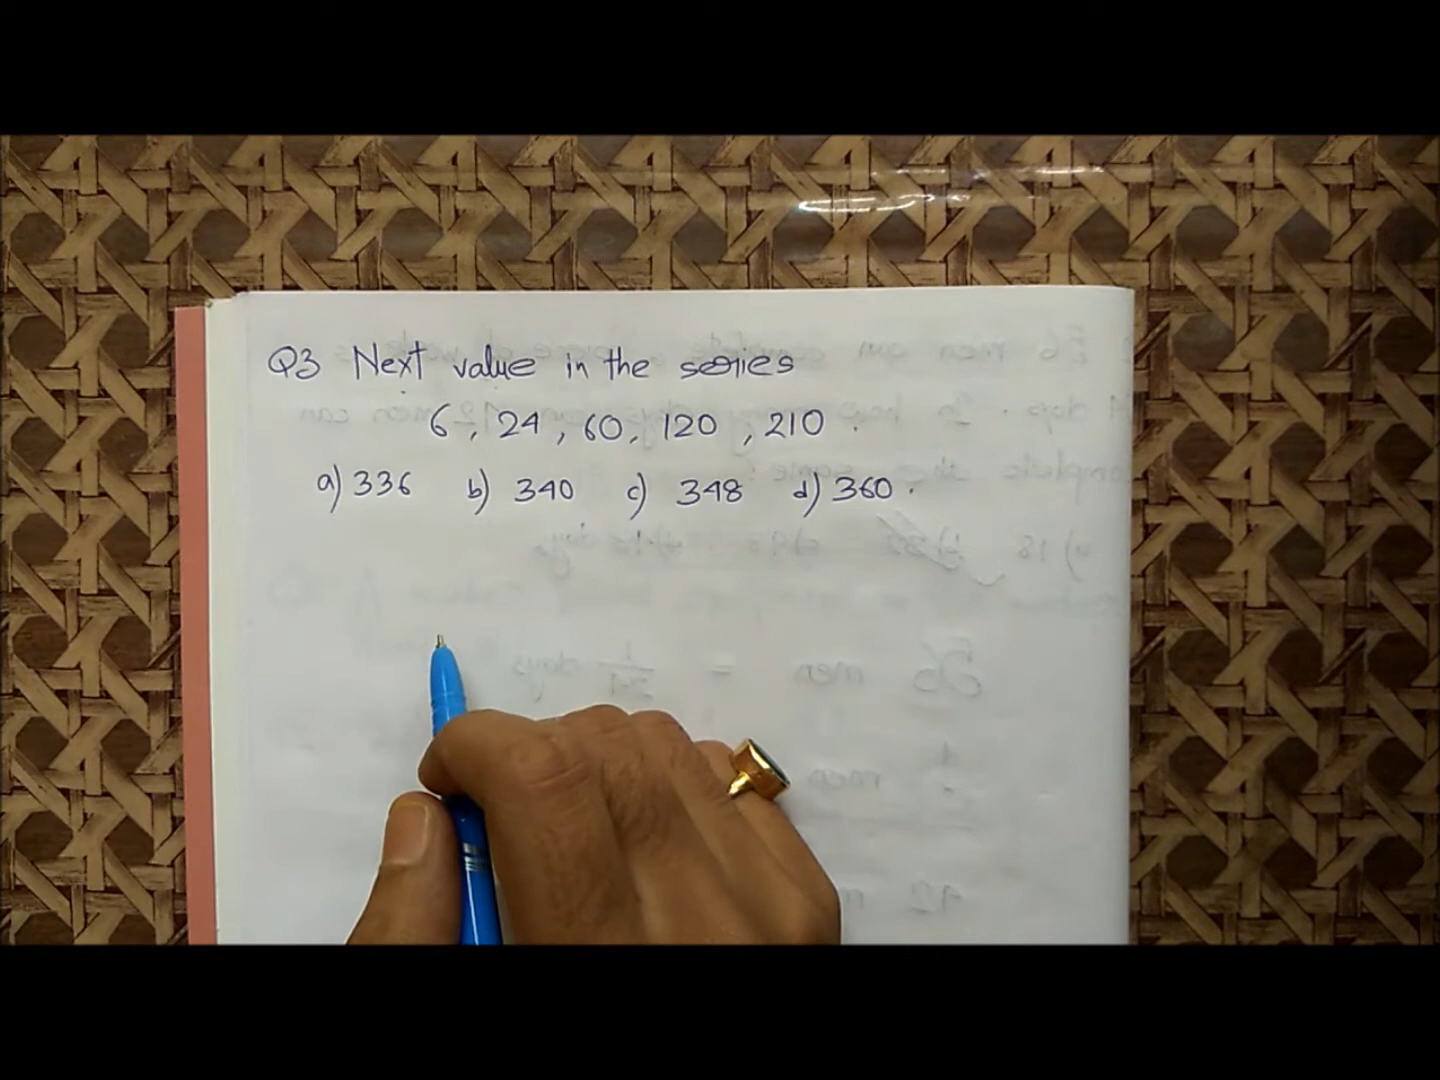 Q3 Next value in the series
6, 24, 60, 120, 210.
a) 336 b) 340 c) 348 d) 360.